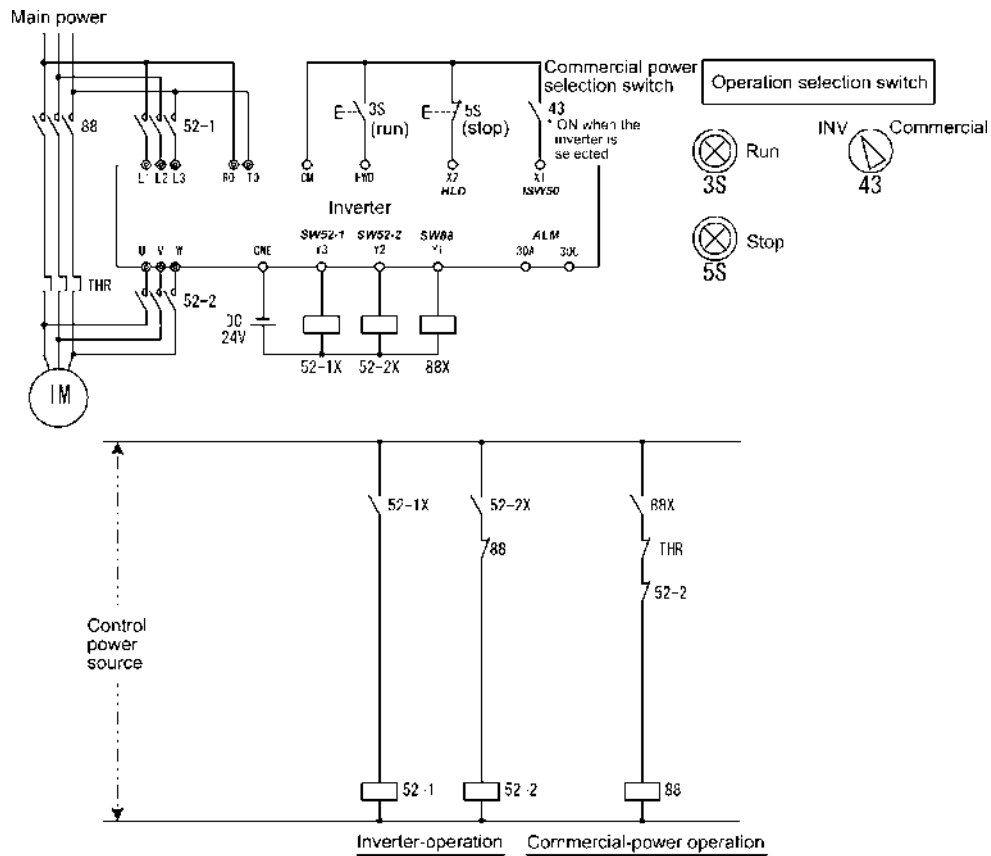 Main power
88
52-1
L1 L2 L3
R0 T0
CM
3S
(run)
FWD
5S
(stop)
X2
HLD
Commercial power
selection switch
43
* ON when the
inverter is
selected
X1
ISW50
Operation selection switch
Run
3S
INV
Commercial
43
Stop
5S
Inverter
U V W
CME
SW52-1
Y3
SW52-2
Y2
SW88
Y1
ALM
30A
30C
THR
52-2
DC
24V
52-1X
52-2X
88X
IM
52-1X
52-2X
88
88X
THR
52-2
Control
power
source
52-1
52-2
88
Inverter-operation
Commercial-power operation